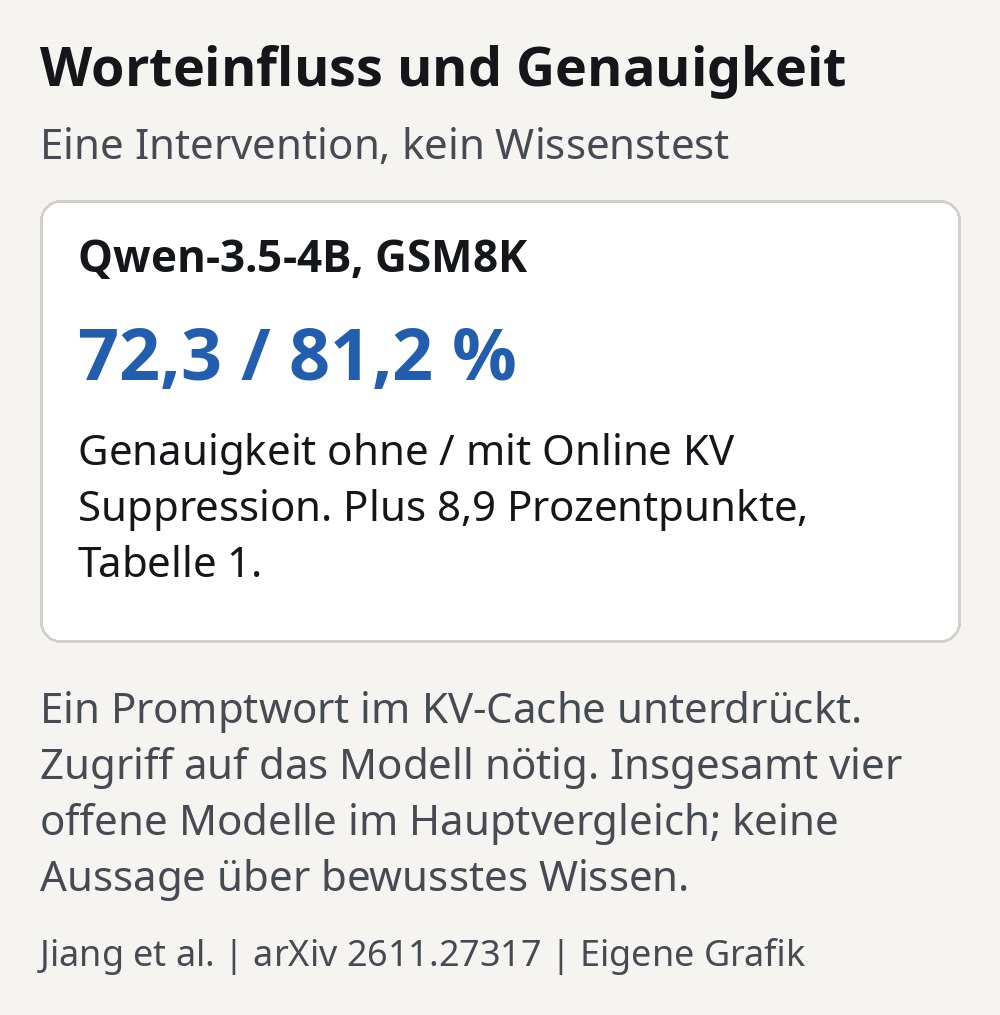 Worteinfluss und Genauigkeit
Eine Intervention, kein Wissenstest
Qwen-3.5-4B, GSM8K
72,3 / 81,2 %
Genauigkeit ohne / mit Online KV
Suppression. Plus 8,9 Prozentpunkte,
Tabelle 1.
Ein Promptwort im KV-Cache unterdrückt.
Zugriff auf das Modell nötig. Insgesamt vier
offene Modelle im Hauptvergleich; keine
Aussage über bewusstes Wissen.
Jiang et al. | arXiv 2611.27317 | Eigene Grafik